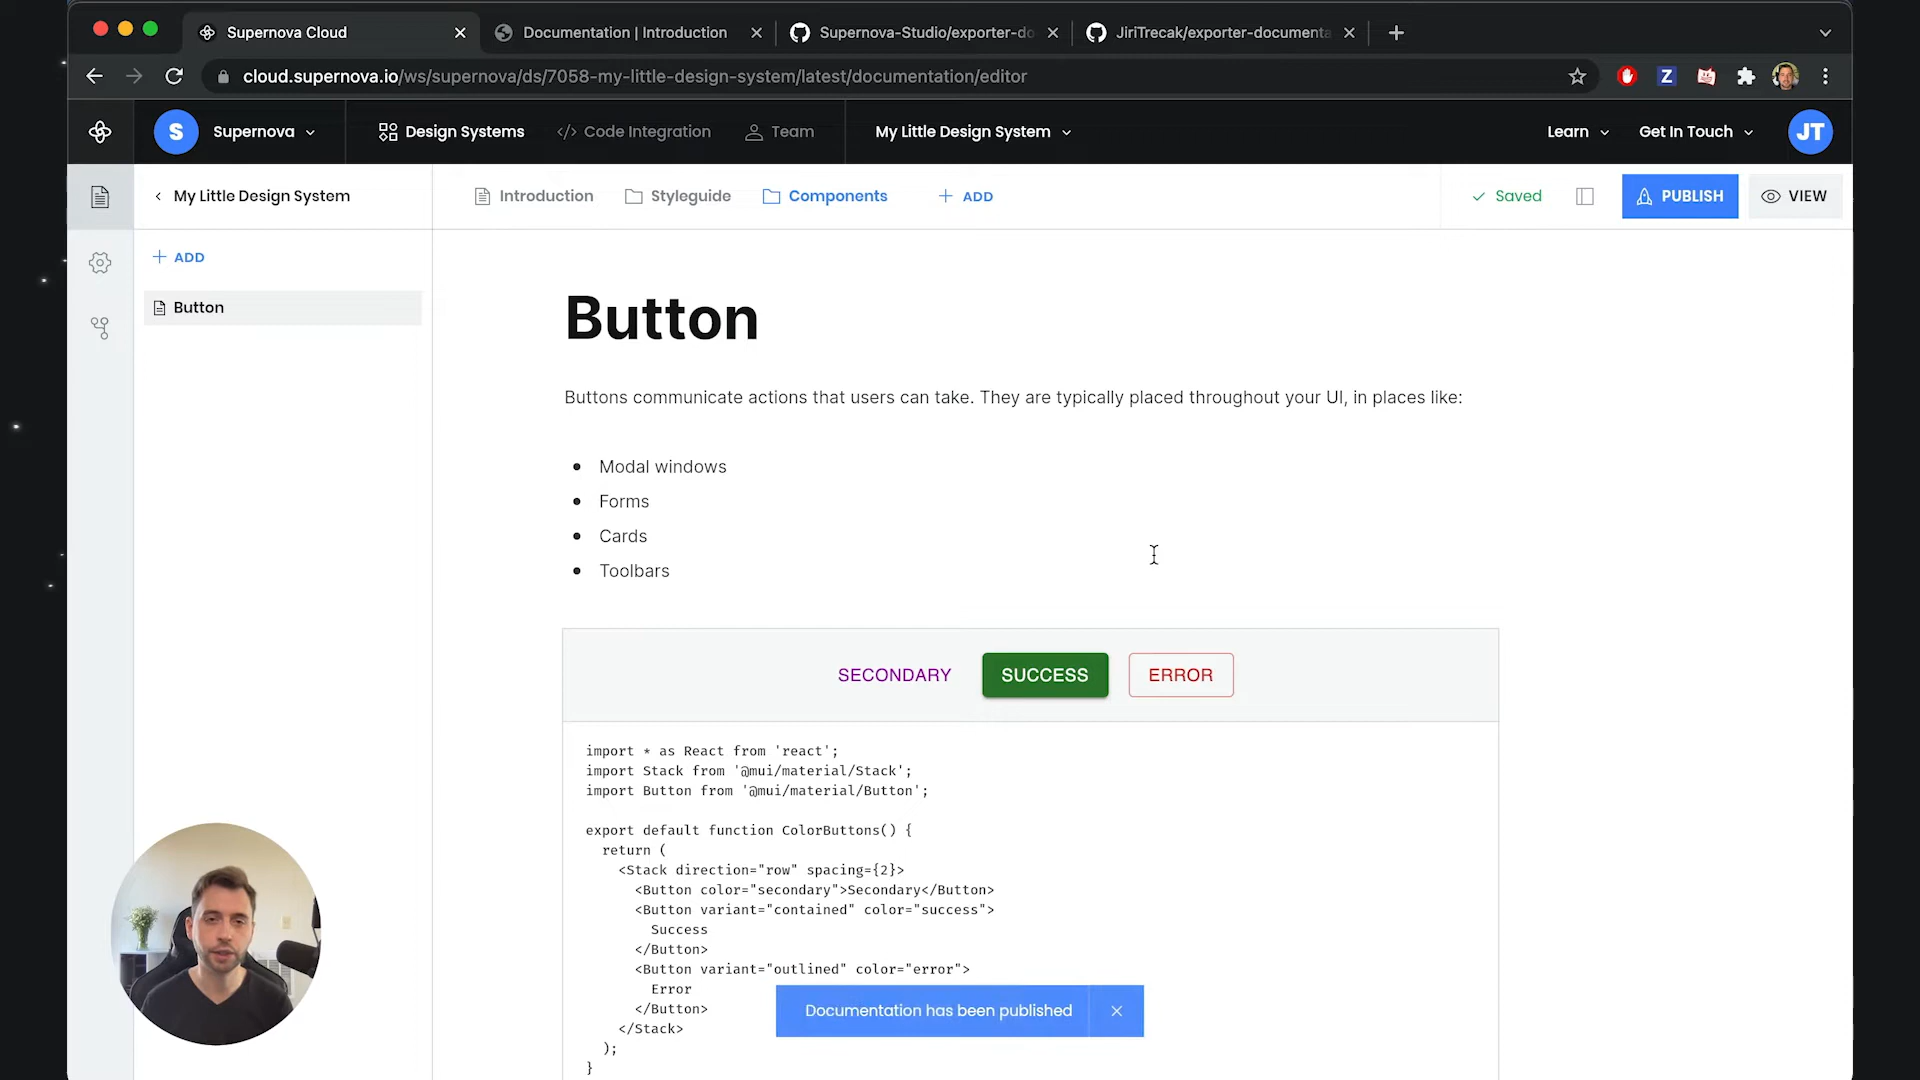 Supernova Cloud
Documentation | Introduction
Supernova-Studio/exporter-do
JiriTrecak/exporter-documenta
cloud.supernova.io/ws/supernova/ds/7058-my-little-design-system/latest/documentation/editor
Z
S
Supernova
Design Systems
</> Code Integration
Team
My Little Design System
Learn
Get In Touch
JT
My Little Design System
Introduction
Styleguide
Components
+ ADD
Saved
PUBLISH
VIEW
+ ADD
Button
Button
Buttons communicate actions that users can take. They are typically placed throughout your UI, in places like:
• Modal windows
• Forms
• Cards
• Toolbars
SECONDARY
SUCCESS
ERROR
import * as React from 'react';
import Stack from '@mui/material/Stack';
import Button from '@mui/material/Button';
export default function ColorButtons() {
return (
<Stack direction="row" spacing={2}>
<Button color="secondary">Secondary</Button>
<Button variant="contained" color="success">
Success
</Button>
<Button variant="outlined" color="error">
Error
</Button>
</Stack>
);
}
Documentation has been published